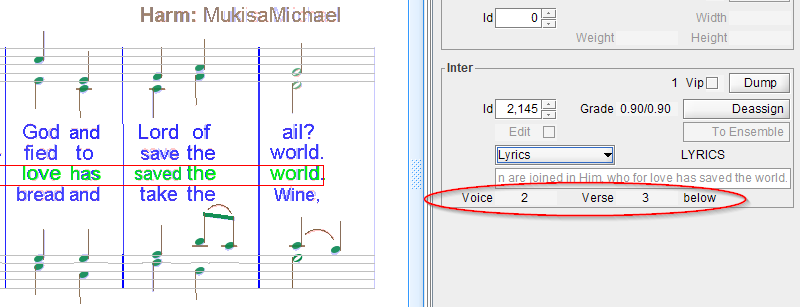 Harm: MukisaMichael
God and Lord of ail?
fied to save the world.
love has saved the world.
bread and take the Wine,
Id 0 Width
Weight Height
Inter
1 Vip Dump
Id 2,145 Grade 0.90/0.90 Deassign
Edit To Ensemble
Lyrics LYRICS
n are joined in Him, who for love has saved the world.
Voice 2 Verse 3 below